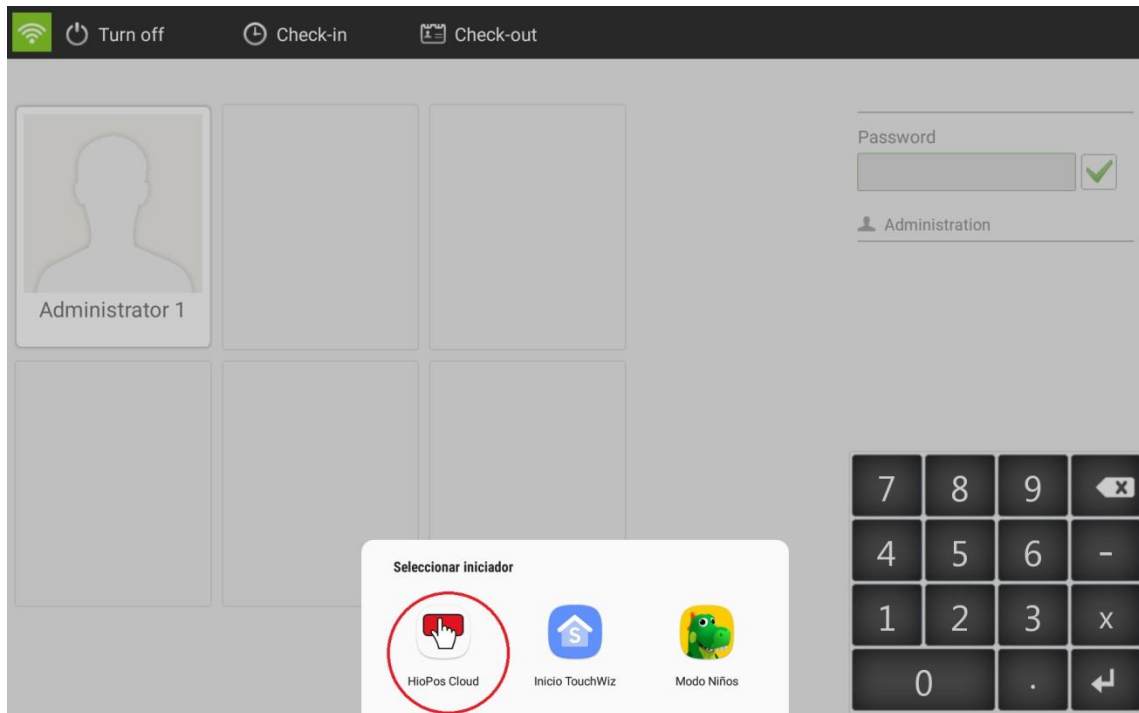 Turn off
Check-in
Check-out
Administrator 1
Password
Administration
7 8 9
4 5 6 -
1 2 3 x
0 .
Seleccionar iniciador
S
HioPos Cloud
Inicio TouchWiz
Modo Niños